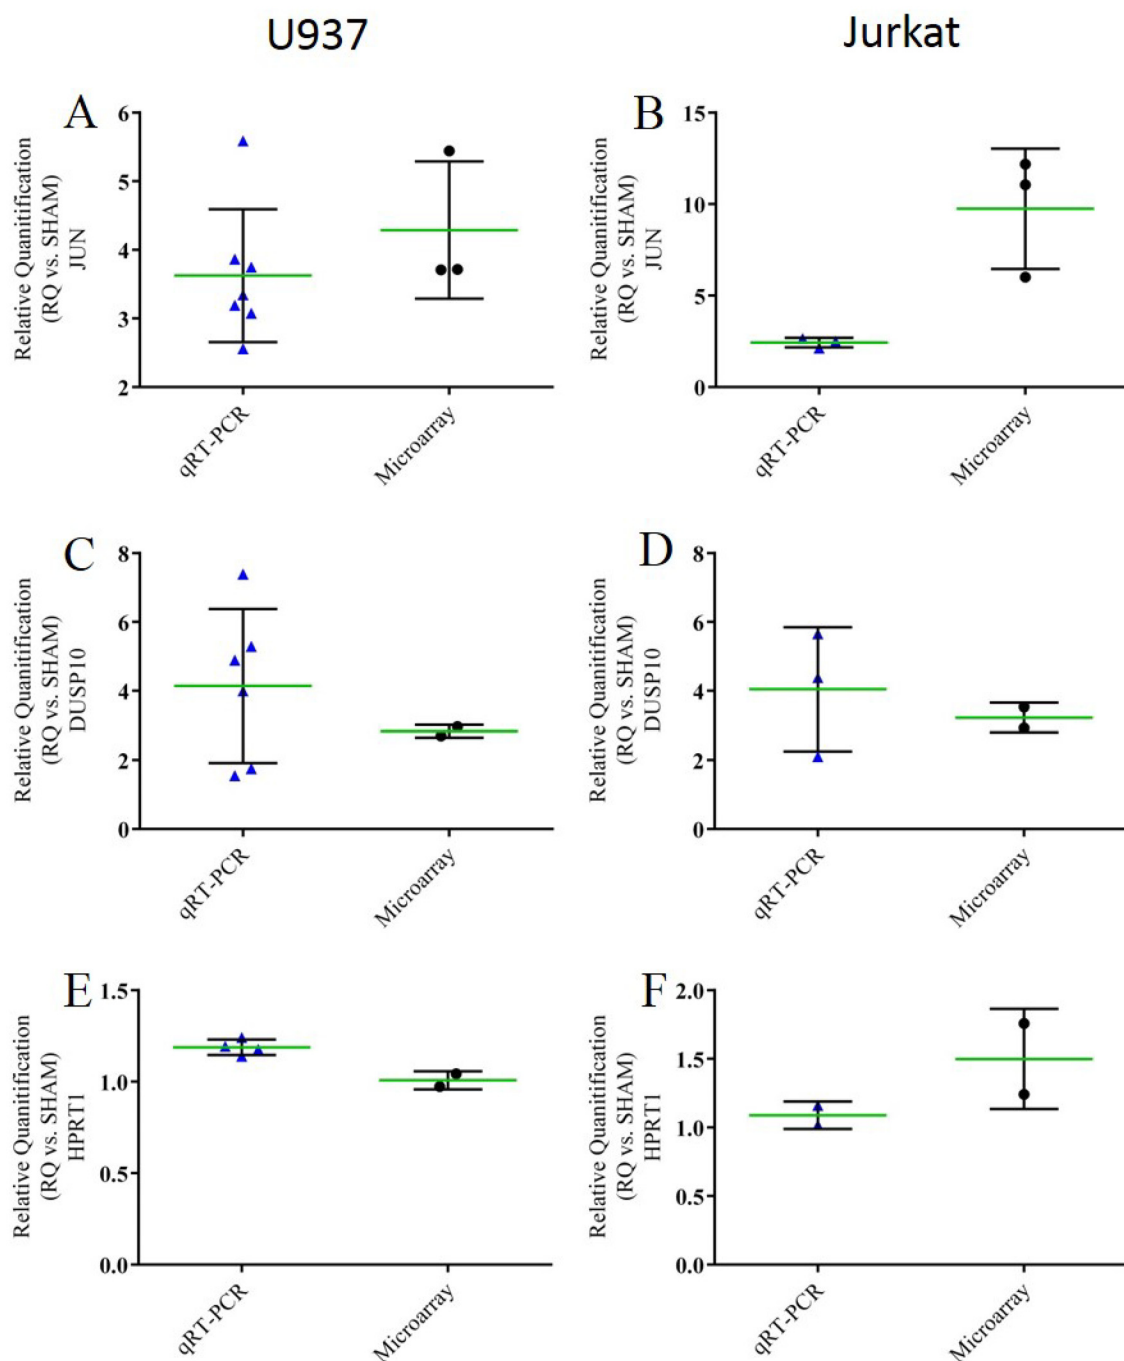 U937
Jurkat
A
Relative Quanitification
(RQ vs. SHAM)
JUN
6
5
4
3
2
qRT-PCR
Microarray
B
Relative Quanitification
(RQ vs. SHAM)
JUN
15
10
5
0
qRT-PCR
Microarray
C
Relative Quanitification
(RQ vs. SHAM)
DUSP10
8
6
4
2
0
qRT-PCR
Microarray
D
Relative Quanitification
(RQ vs. SHAM)
DUSP10
8
6
4
2
0
qRT-PCR
Microarray
E
Relative Quanitification
(RQ vs. SHAM)
HPRT1
1.5
1.0
0.5
0.0
qRT-PCR
Microarray
F
Relative Quanitification
(RQ vs. SHAM)
HPRT1
2.0
1.5
1.0
0.5
0.0
qRT-PCR
Microarray